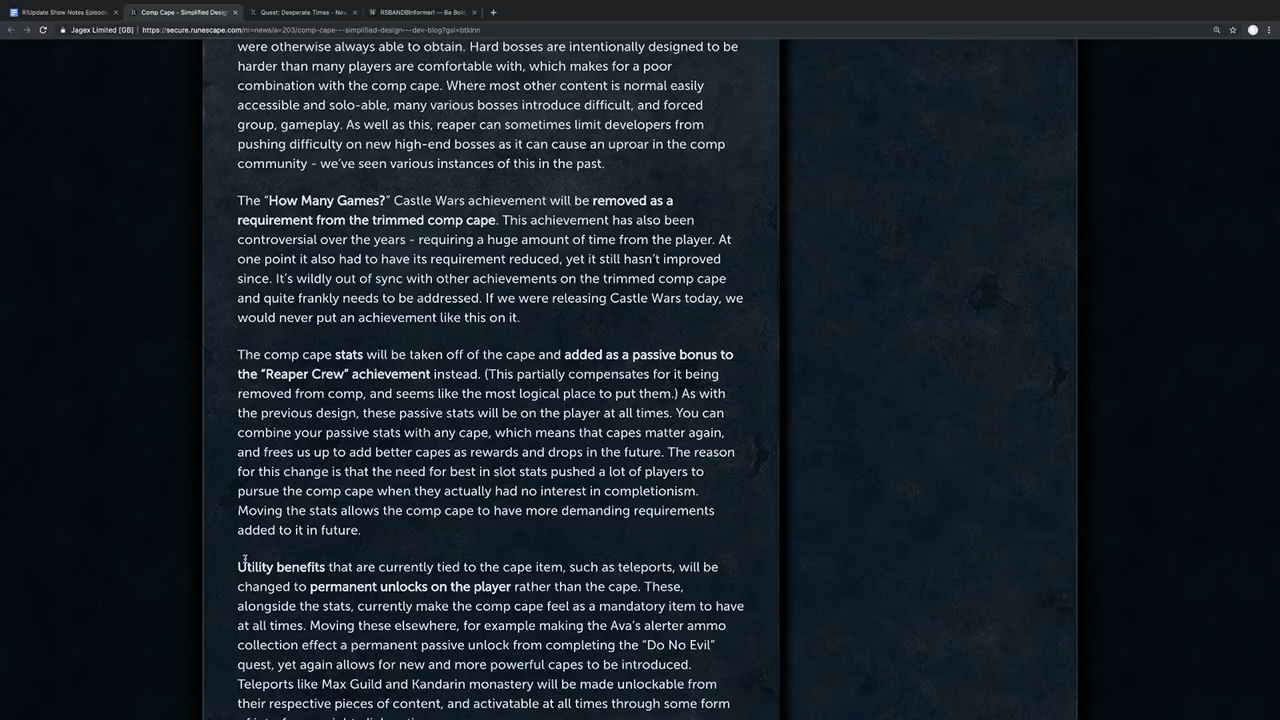 R!Update Show Notes Episode
Comp Cape - Simplified Desig
Quest: Desperate Times - New
RSBANDBInformer! — Be Bold
Jagex Limited [GB] | https://secure.runescape.com/m=news/a=203/comp-cape---simplified-design---dev-blog?gsi=btklnn
were otherwise always able to obtain. Hard bosses are intentionally designed to be
harder than many players are comfortable with, which makes for a poor
combination with the comp cape. Where most other content is normal easily
accessible and solo-able, many various bosses introduce difficult, and forced
group, gameplay. As well as this, reaper can sometimes limit developers from
pushing difficulty on new high-end bosses as it can cause an uproar in the comp
community - we've seen various instances of this in the past.
The "How Many Games?" Castle Wars achievement will be removed as a
requirement from the trimmed comp cape. This achievement has also been
controversial over the years - requiring a huge amount of time from the player. At
one point it also had to have its requirement reduced, yet it still hasn't improved
since. It's wildly out of sync with other achievements on the trimmed comp cape
and quite frankly needs to be addressed. If we were releasing Castle Wars today, we
would never put an achievement like this on it.
The comp cape stats will be taken off of the cape and added as a passive bonus to
the "Reaper Crew" achievement instead. (This partially compensates for it being
removed from comp, and seems like the most logical place to put them.) As with
the previous design, these passive stats will be on the player at all times. You can
combine your passive stats with any cape, which means that capes matter again,
and frees us up to add better capes as rewards and drops in the future. The reason
for this change is that the need for best in slot stats pushed a lot of players to
pursue the comp cape when they actually had no interest in completionism.
Moving the stats allows the comp cape to have more demanding requirements
added to it in future.
Utility benefits that are currently tied to the cape item, such as teleports, will be
changed to permanent unlocks on the player rather than the cape. These,
alongside the stats, currently make the comp cape feel as a mandatory item to have
at all times. Moving these elsewhere, for example making the Ava's alerter ammo
collection effect a permanent passive unlock from completing the "Do No Evil"
quest, yet again allows for new and more powerful capes to be introduced.
Teleports like Max Guild and Kandarin monastery will be made unlockable from
their respective pieces of content, and activatable at all times through some form